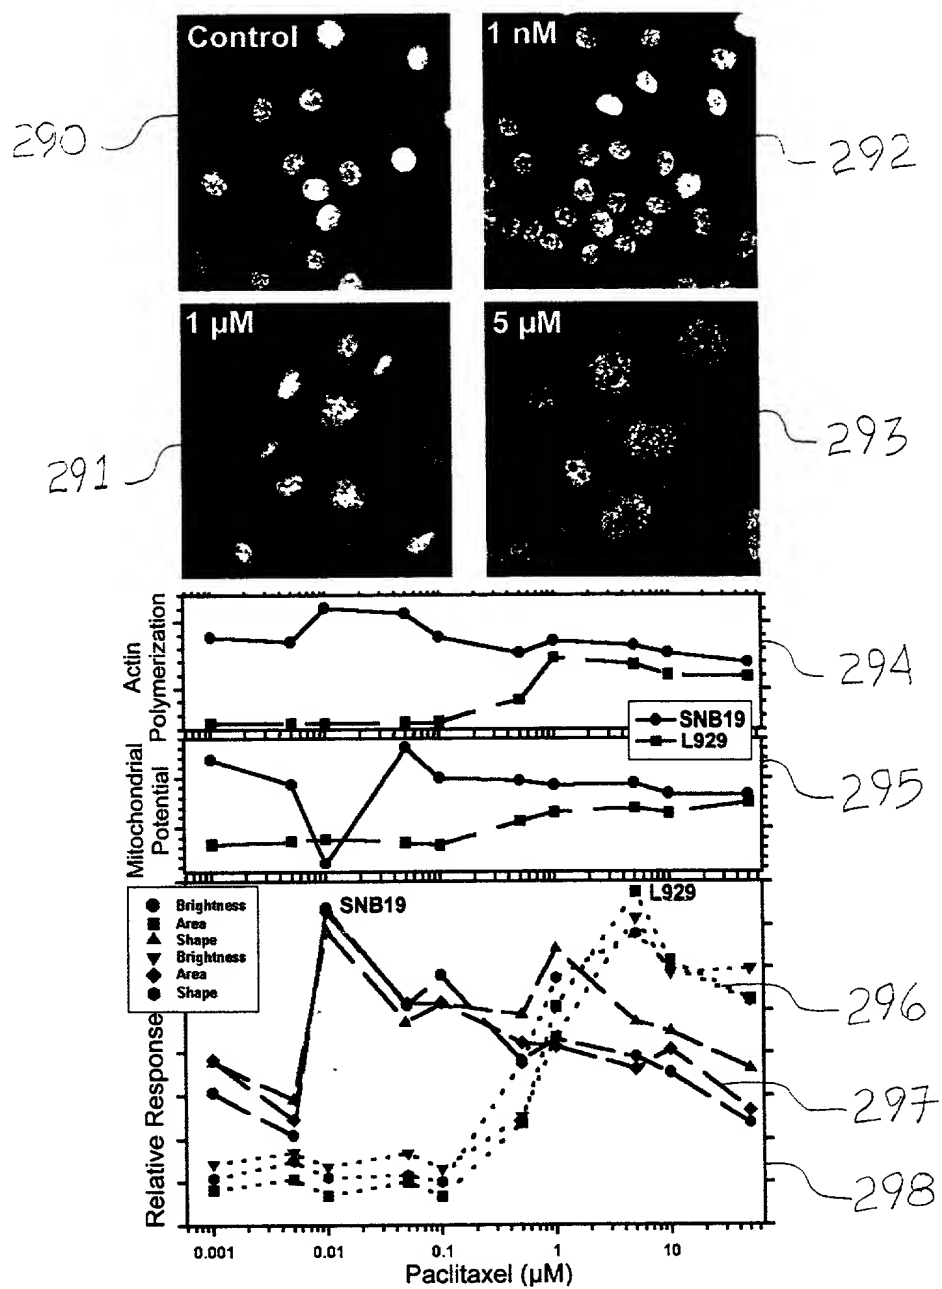 Control
1 nM
290
292
1 µM
5 µM
291
293
Actin
Polymerization
294
SNB19
L929
Mitochondrial
Potential
295
Brightness
Area
Shape
Brightness
Area
Shape
SNB19
L929
296
Relative Response
297
298
0.001
0.01
0.1
1
10
Paclitaxel (µM)